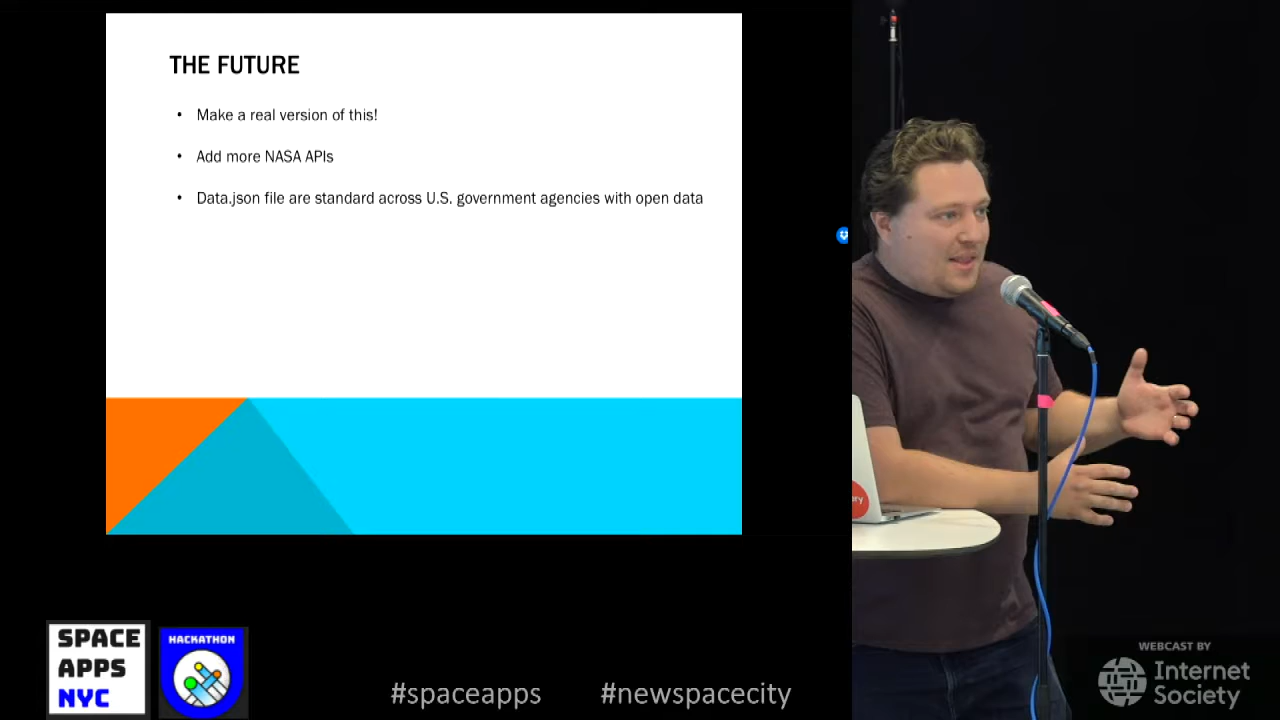 THE FUTURE
• Make a real version of this!
• Add more NASA APIs
• Data.json file are standard across U.S. government agencies with open data
SPACE
APPS
NYC
HACKATHON
#spaceapps
#newspacecity
WEBCAST BY
Internet
Society